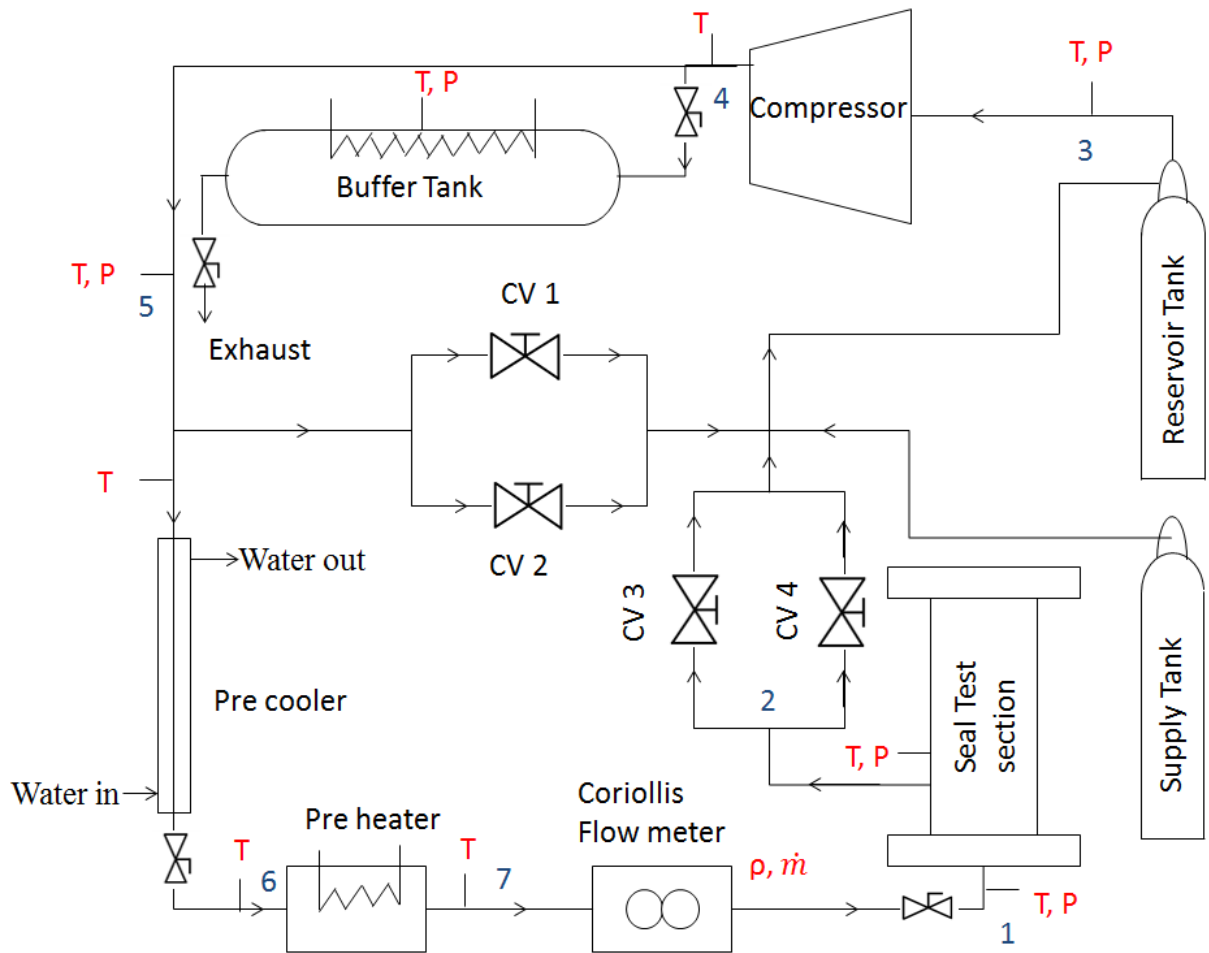 T
T, P
T, P
4
Compressor
3
Buffer Tank
T, P
5
CV 1
Exhaust
Reservoir Tank
T
CV 2
Water out
CV 3
CV 4
Seal Test
section
Supply Tank
Pre cooler
2
T, P
Water in
Pre heater
Coriollis
Flow meter
T
6
T
7
ρ, ṁ
T, P
1